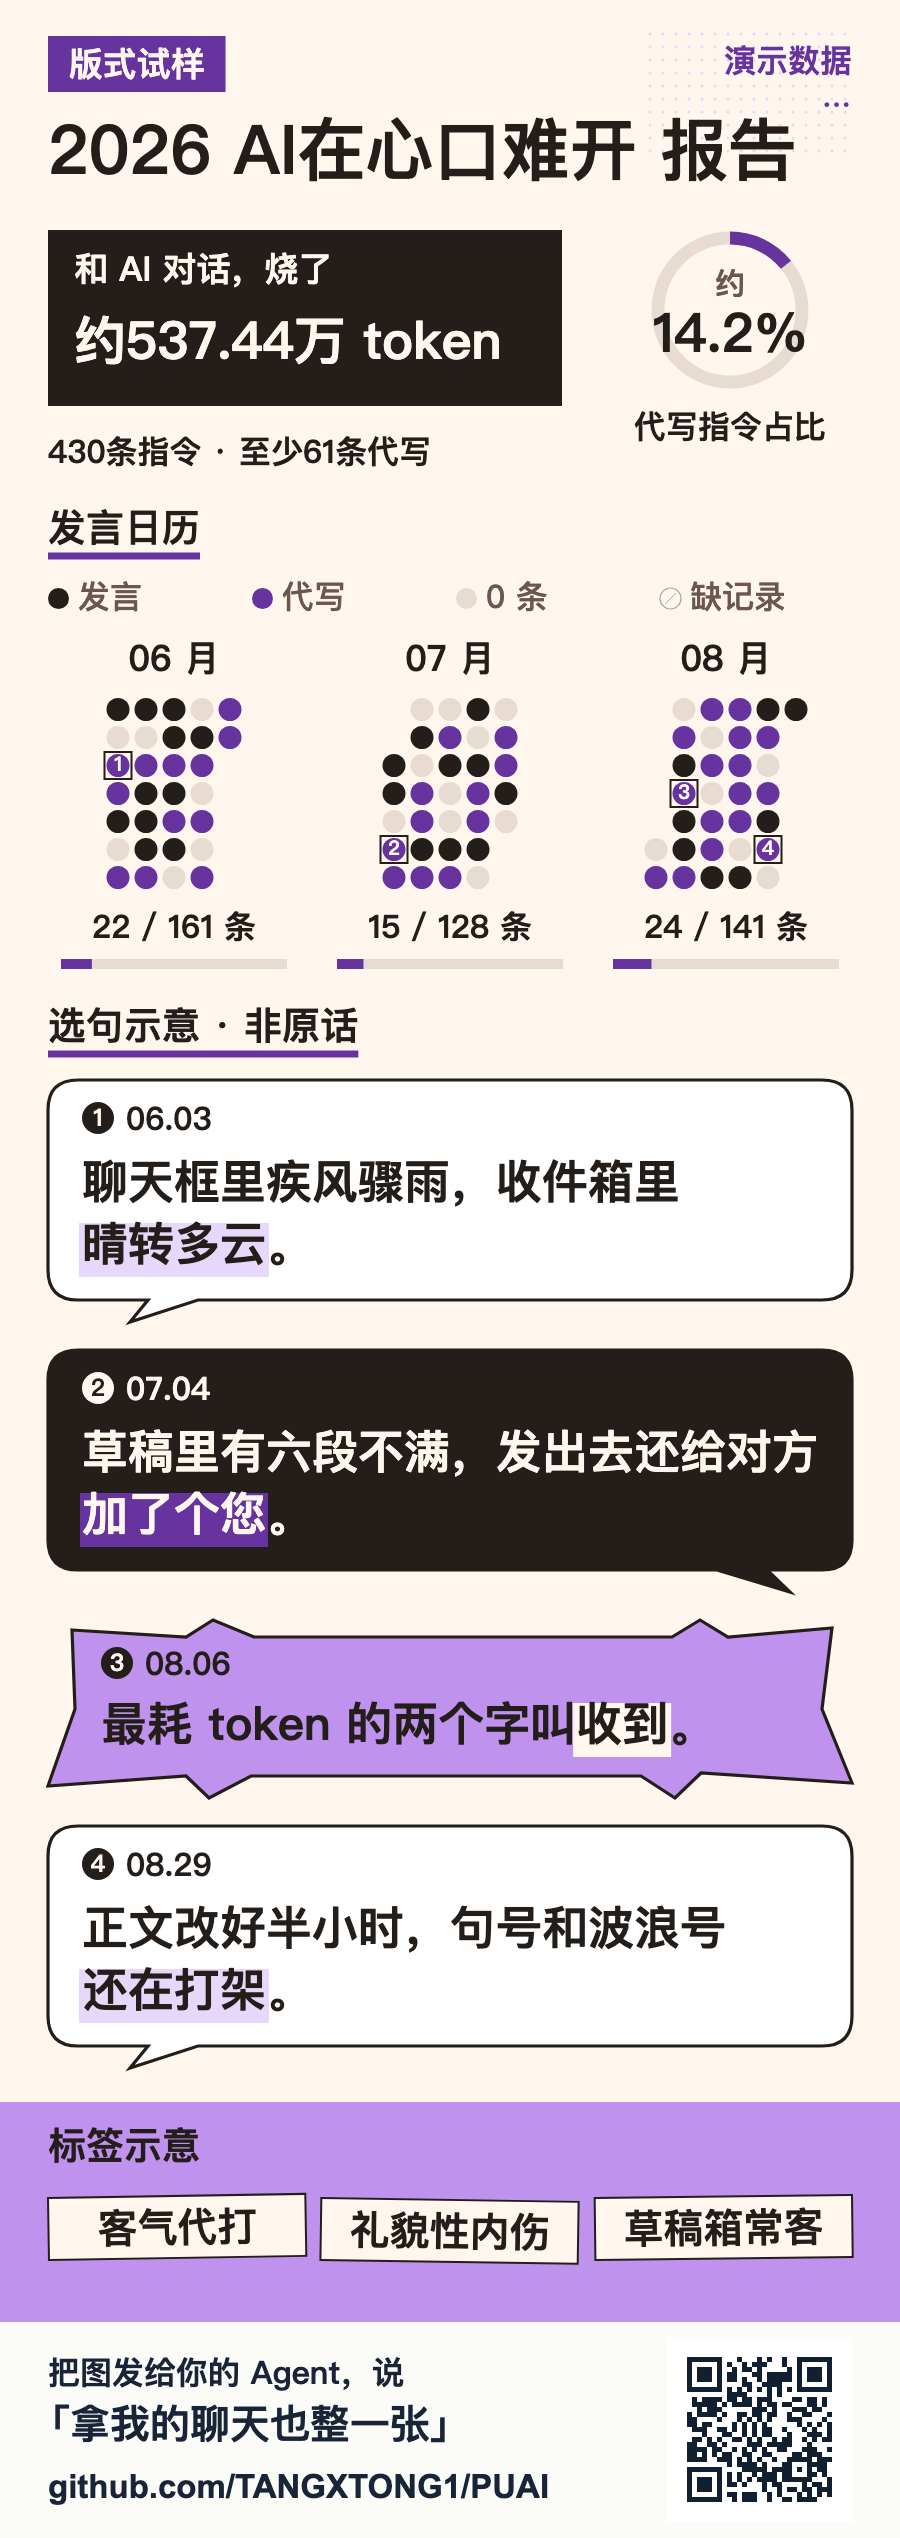 版式试样
演示数据
...
2026 AI在心口难开 报告
和 AI 对话，烧了
约537.44万 token
约
14.2%
代写指令占比
430条指令 · 至少61条代写
发言日历
发言 代写 0 条 缺记录
06 月 07 月 08 月
1
3
2 4
22 / 161 条 15 / 128 条 24 / 141 条
选句示意 · 非原话
1 06.03
聊天框里疾风骤雨，收件箱里
晴转多云。
2 07.04
草稿里有六段不满，发出去还给对方
加了个您。
3 08.06
最耗 token 的两个字叫收到。
4 08.29
正文改好半小时，句号和波浪号
还在打架。
标签示意
客气代打 礼貌性内伤 草稿箱常客
把图发给你的 Agent，说
「拿我的聊天也整一张」
github.com/TANGXTONG1/PUAI